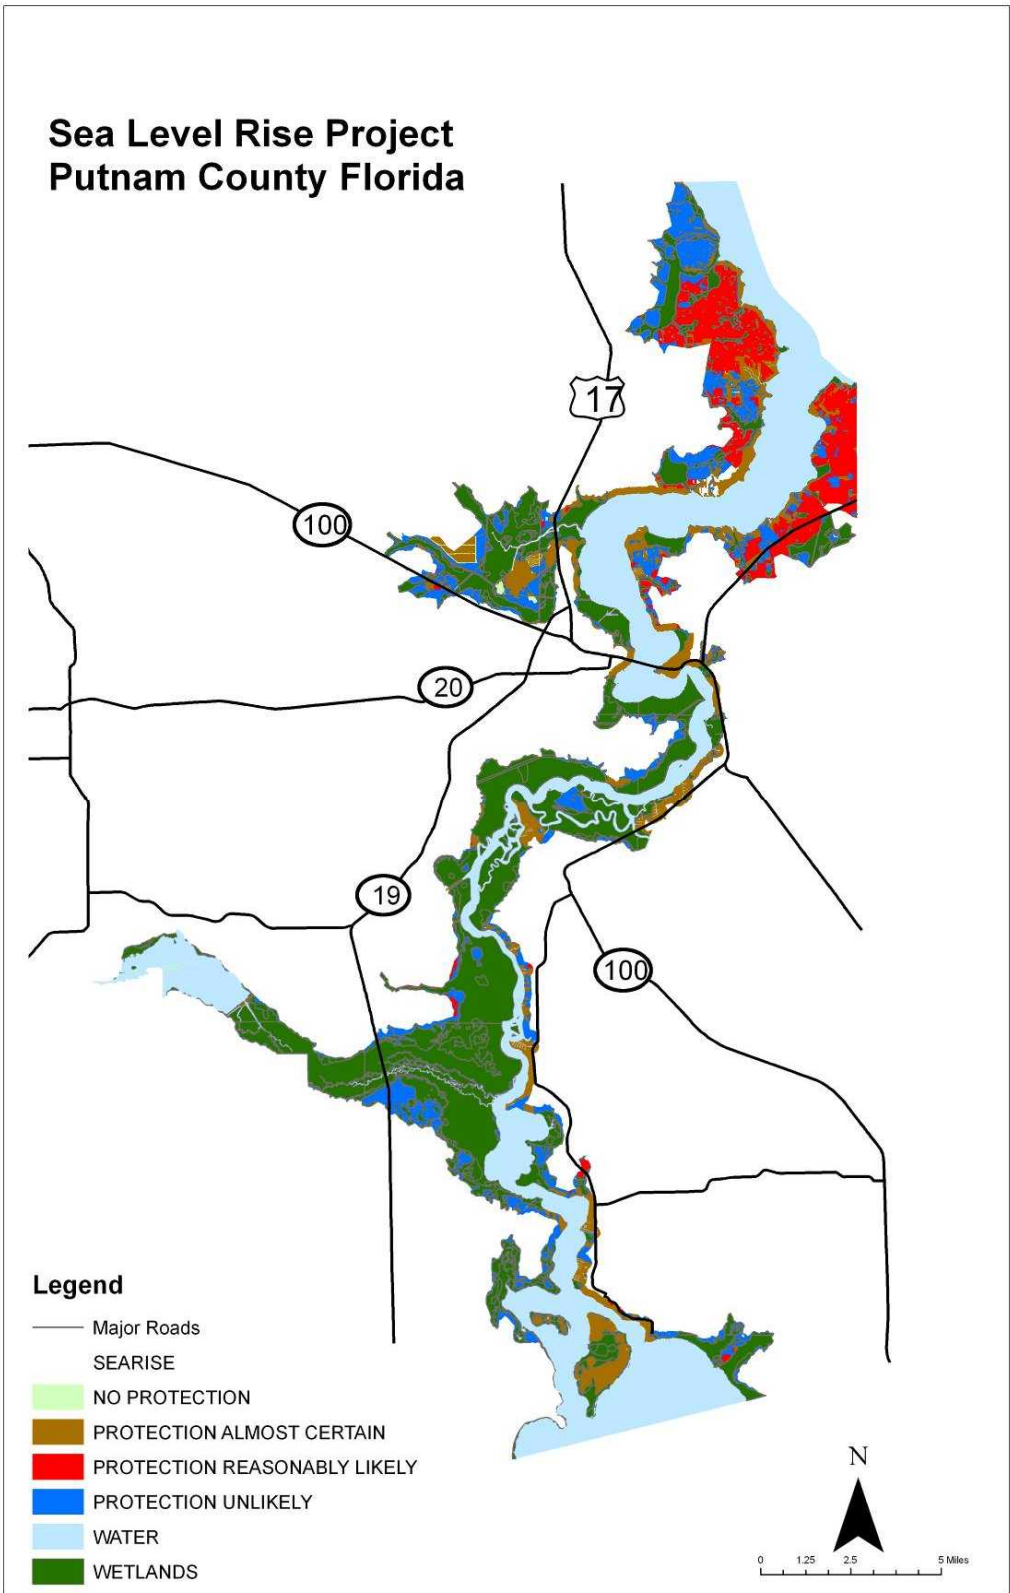 Sea Level Rise Project
Putnam County Florida
17
100
20
19
100
Legend
Major Roads
SEARISE
NO PROTECTION
PROTECTION ALMOST CERTAIN
PROTECTION REASONABLY LIKELY
PROTECTION UNLIKELY
WATER
WETLANDS
N
0 1.25 2.5 5 Miles